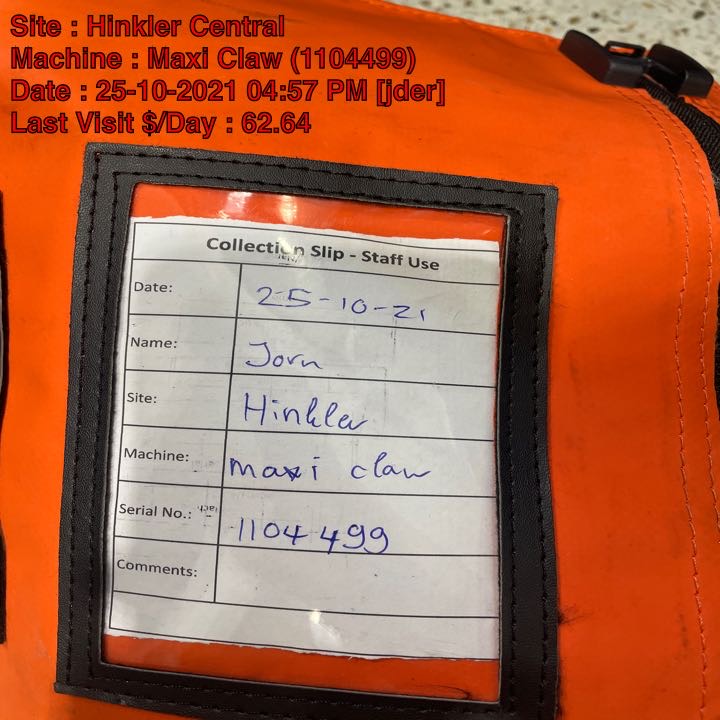 Site : Hinkler Central
Machine : Maxi Claw (1104499)
Date : 25-10-2021 04:57 PM [jder]
Last Visit $/Day : 62.64
Collection Slip - Staff Use
Date: 25-10-21
Name: Jorn
Site: Hinkler
Machine: maxi claw
Serial No.: 1104499
Comments: